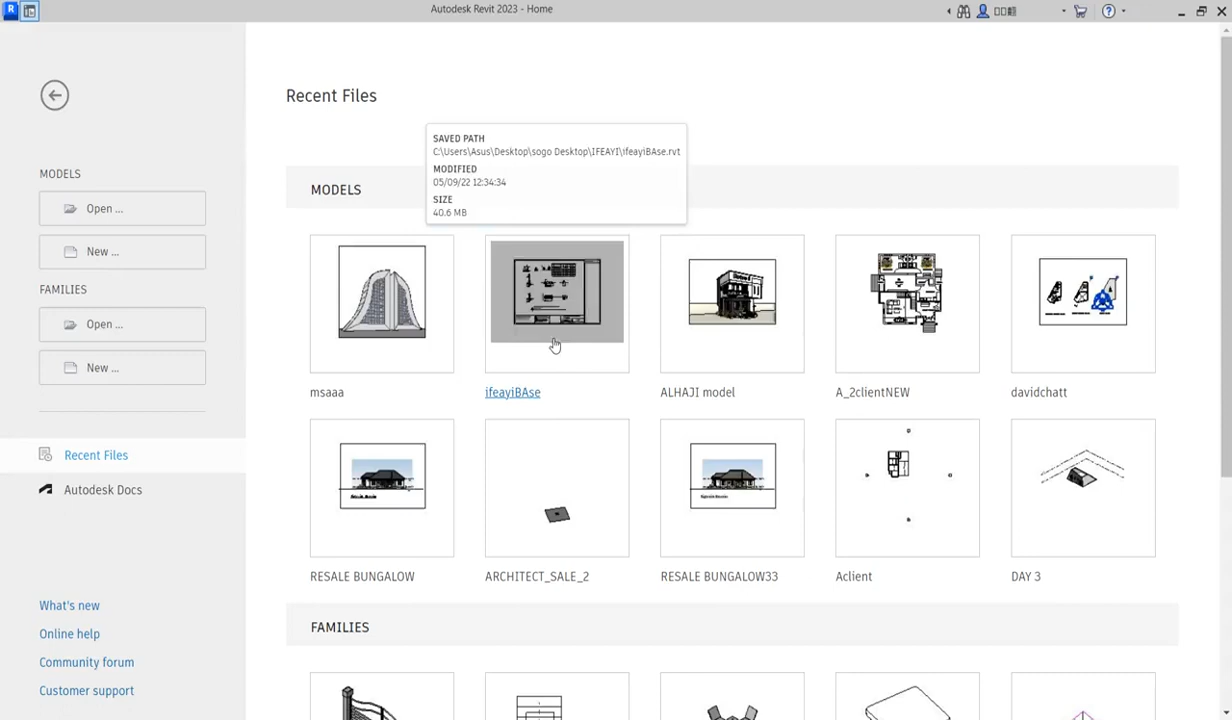 Autodesk Revit 2023 - Home
Recent Files
SAVED PATH
C:\Users\Asus\Desktop\sogo Desktop\IFEAYI\ifeayiBAse.rvt
MODIFIED
05/09/22 12:34:34
SIZE
40.6 MB
MODELS
Open ...
New ...
FAMILIES
Open ...
New ...
Recent Files
Autodesk Docs
What's new
Online help
Community forum
Customer support
MODELS
msaaa
ifeayiBAse
ALHAJI model
A_2clientNEW
davidchatt
RESALE BUNGALOW
ARCHITECT_SALE_2
RESALE BUNGALOW33
Aclient
DAY 3
FAMILIES